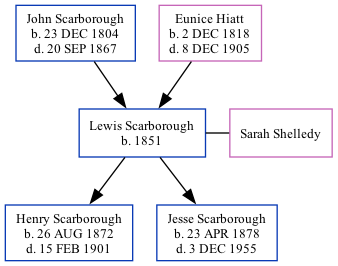 John Scarborough
b. 23 DEC 1804
d. 20 SEP 1867
Eunice Hiatt
b. 2 DEC 1818
d. 8 DEC 1905
Lewis Scarborough
b. 1851
Sarah Shelledy
Henry Scarborough
b. 26 AUG 1872
d. 15 FEB 1901
Jesse Scarborough
b. 23 APR 1878
d. 3 DEC 1955